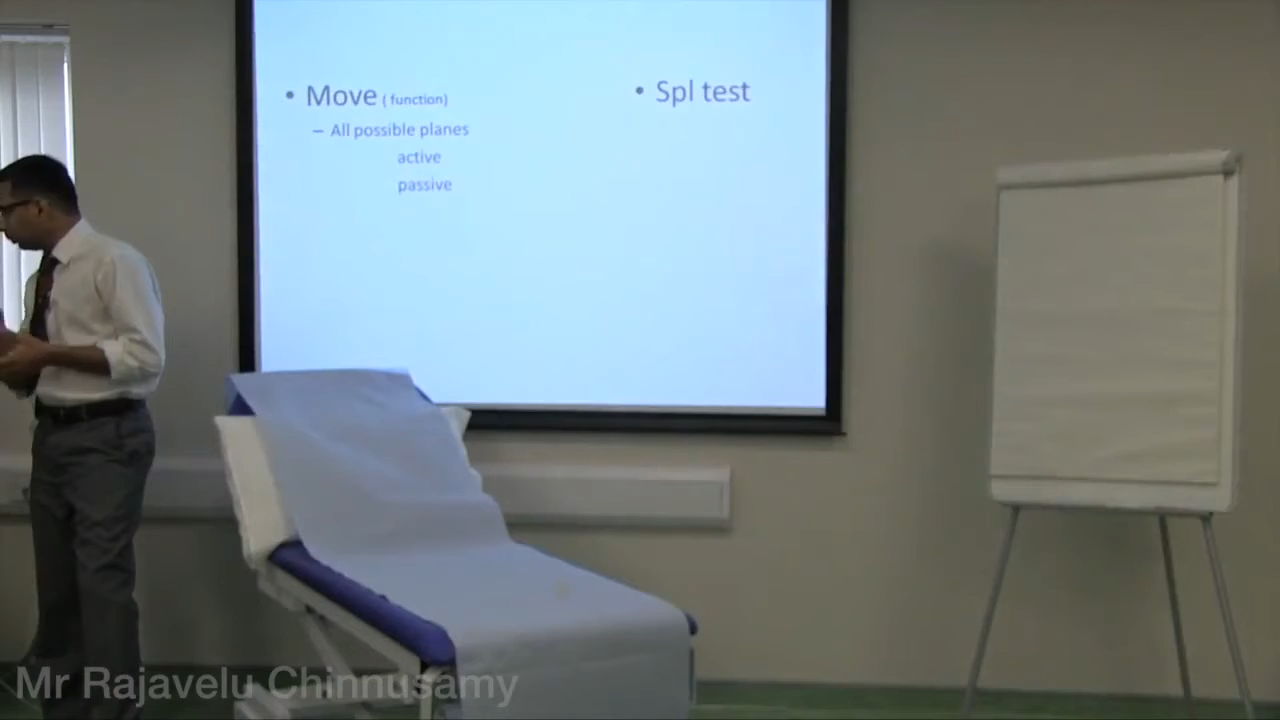 • Move ( function)
– All possible planes
active
passive
• Spl test
Mr Rajavelu Chinnusamy